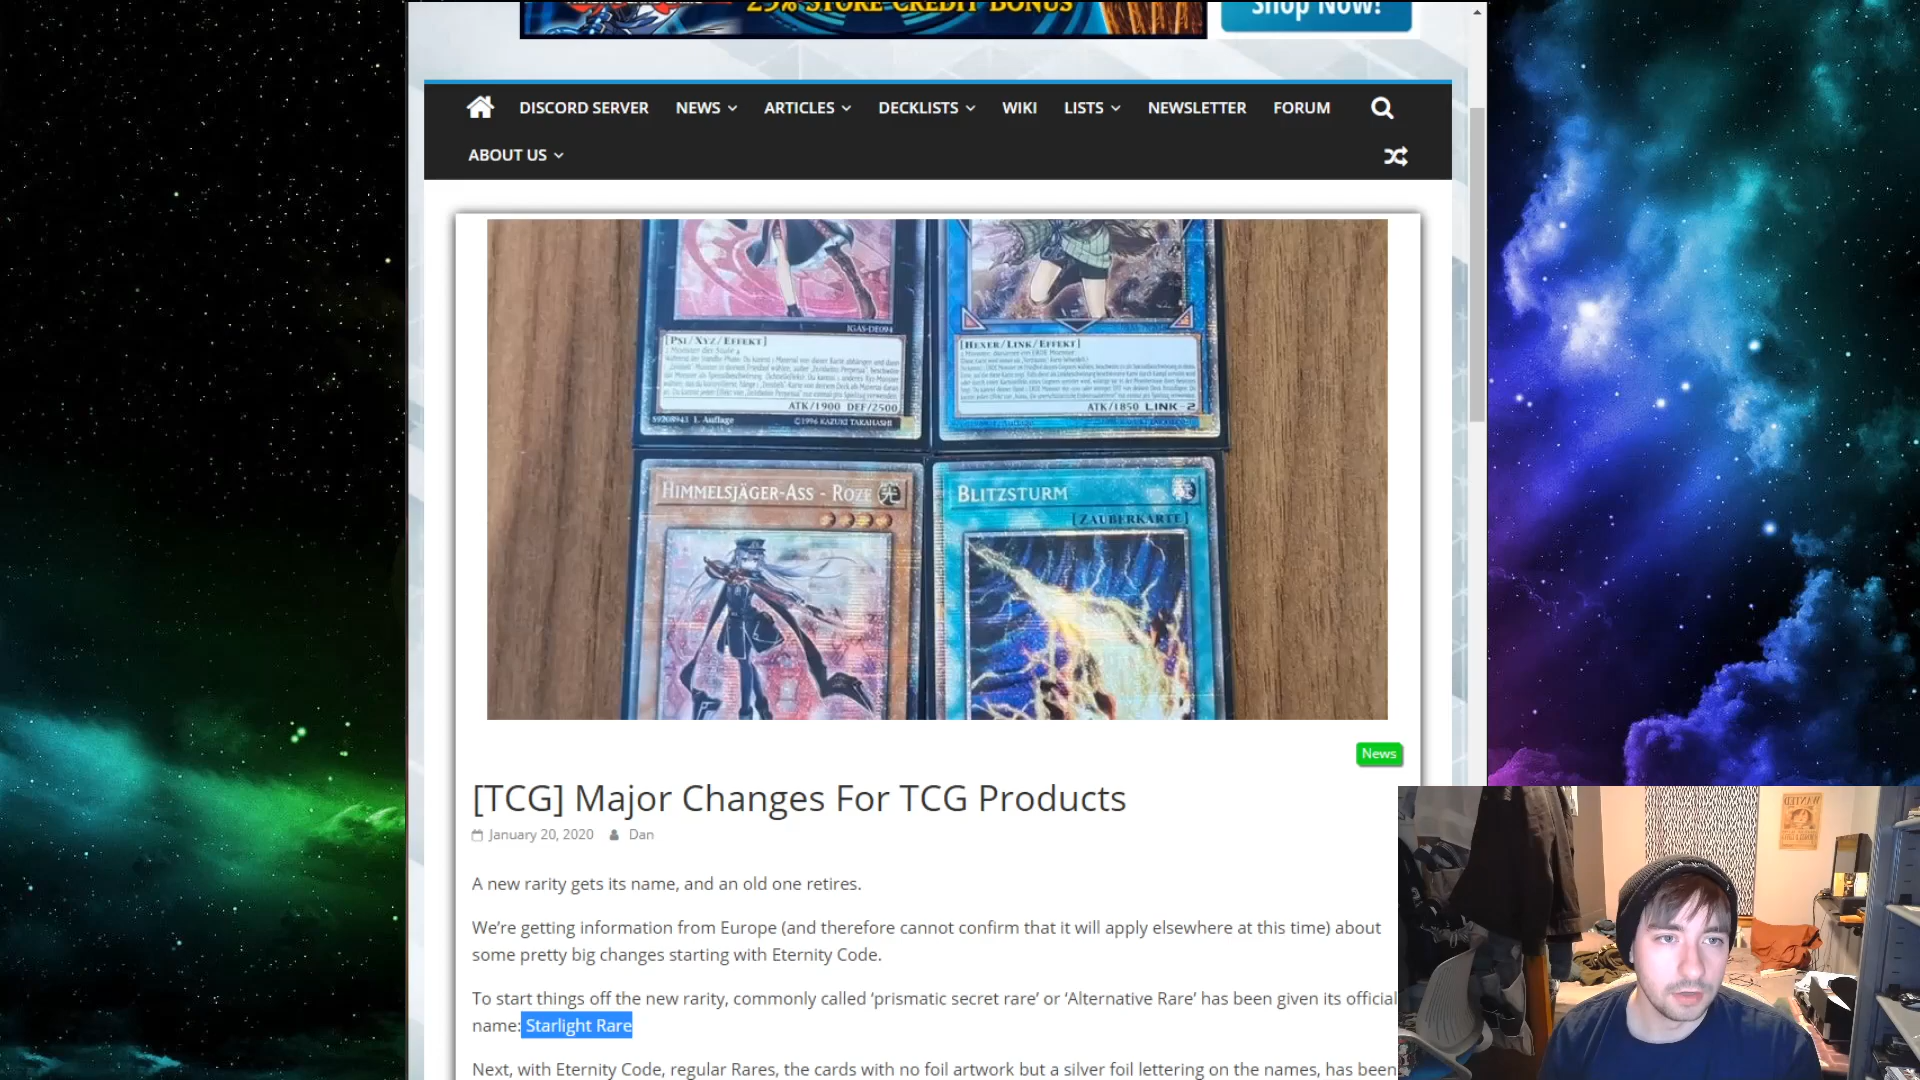 25% STORE CREDIT BONUS
Shop Now!
DISCORD SERVER NEWS ARTICLES DECKLISTS WIKI LISTS NEWSLETTER FORUM
ABOUT US
IGAS-DE094
[PSI/XYZ/EFFEKT]
ATK/1900 DEF/2500
1. Auflage
©1996 KAZUKI TAKAHASHI
[HEXER/LINK/EFFEKT]
ATK/1850 LINK-2
HIMMELSJÄGER-ASS - ROZE
BLITZSTURM
[ZAUBERKARTE]
News
[TCG] Major Changes For TCG Products
January 20, 2020 Dan
A new rarity gets its name, and an old one retires.
We’re getting information from Europe (and therefore cannot confirm that it will apply elsewhere at this time) about
some pretty big changes starting with Eternity Code.
To start things off the new rarity, commonly called ‘prismatic secret rare’ or ‘Alternative Rare’ has been given its official
name: Starlight Rare
Next, with Eternity Code, regular Rares, the cards with no foil artwork but a silver foil lettering on the names, has been
WANTED